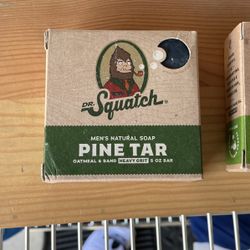 DR.
Squatch
MEN'S NATURAL SOAP
PINE TAR
OATMEAL & SAND HEAVY GRIT 5 OZ BAR